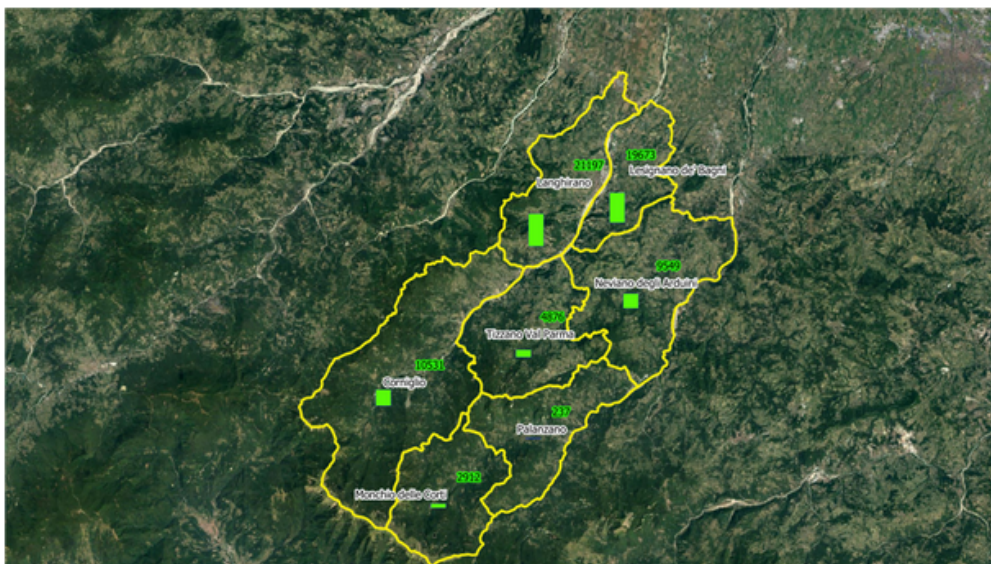 19673
21197
Lesignano de' Bagni
Langhirano
9549
Neviano degli Arduini
4876
Tizzano Val Parma
10531
Corniglio
237
Palanzano
2912
Monchio delle Corti